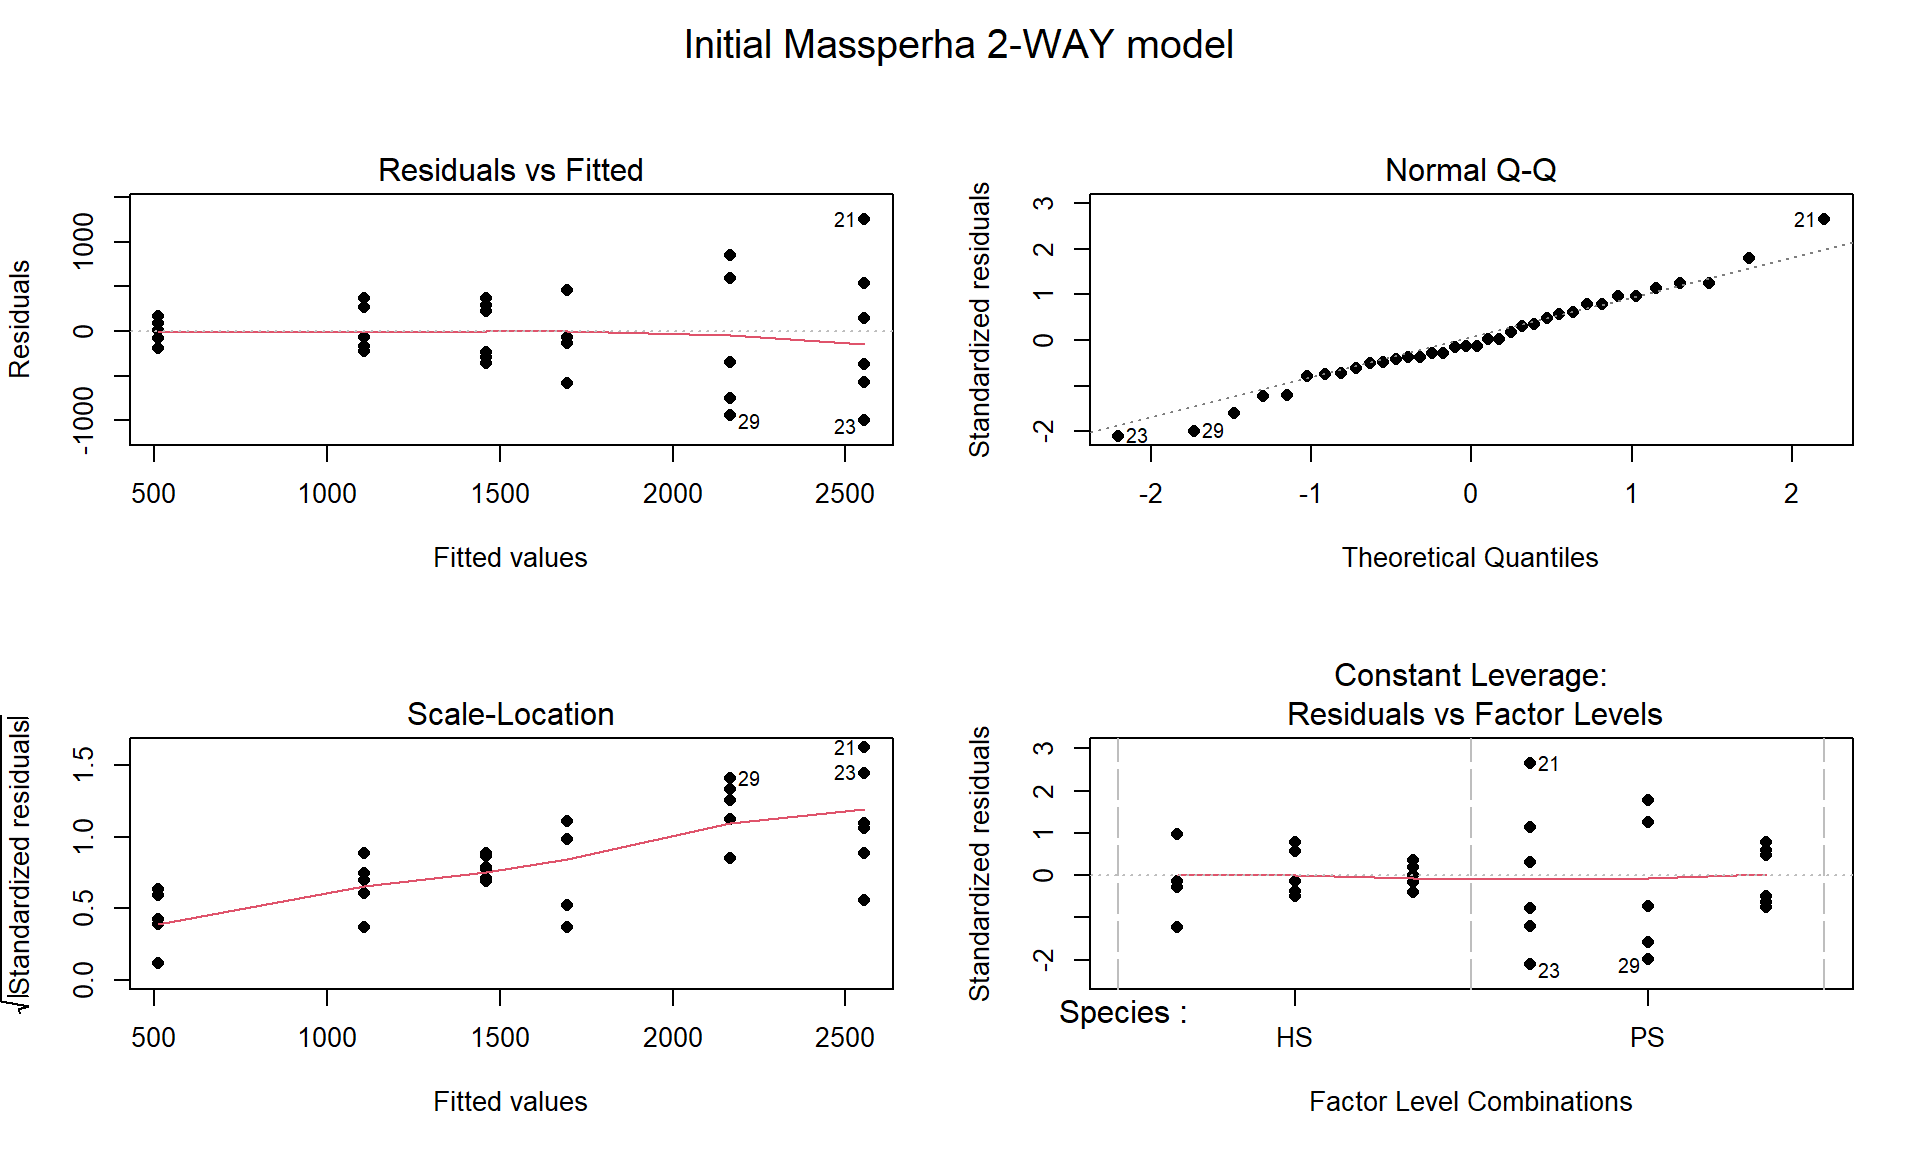 Initial Massperha 2-WAY model
Residuals vs Fitted
Residuals
1000
0
-1000
21
29
23
500 1000 1500 2000 2500
Fitted values
Normal Q-Q
Standardized residuals
3
2
1
0
-2
21
23
29
-2 -1 0 1 2
Theoretical Quantiles
Scale-Location
√|Standardized residuals|
1.5
1.0
0.5
0.0
21
29
23
500 1000 1500 2000 2500
Fitted values
Constant Leverage:
Residuals vs Factor Levels
Standardized residuals
3
2
1
0
-2
21
29
23
Species :
HS PS
Factor Level Combinations